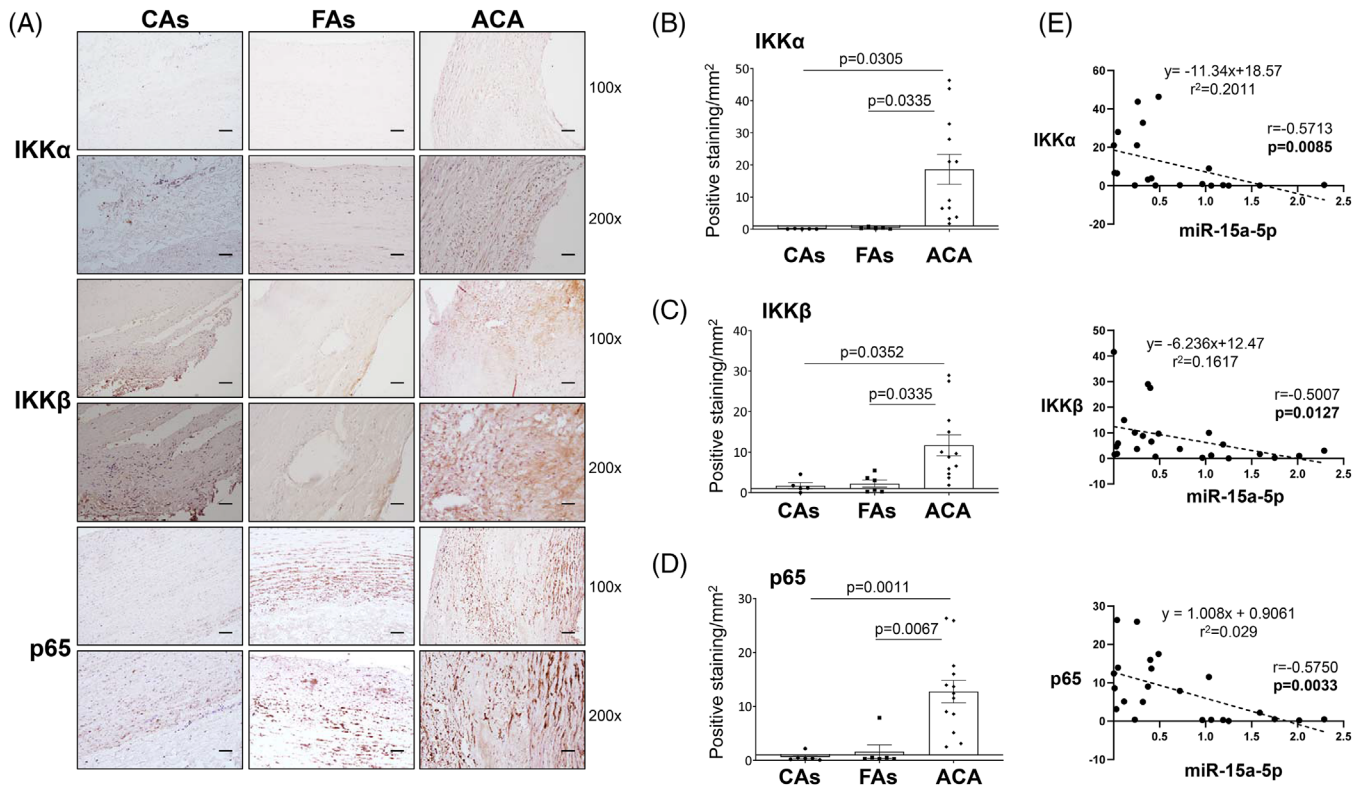 (A)
CAs FAs ACA
IKKα
100x
200x
IKKβ
100x
200x
p65
100x
200x
(B)
IKKα
Positive staining/mm²
50
40
30
20
10
0
p=0.0305
p=0.0335
CAs FAs ACA
(C)
IKKβ
Positive staining/mm²
40
30
20
10
0
p=0.0352
p=0.0335
CAs FAs ACA
(D)
p65
Positive staining/mm²
30
20
10
0
p=0.0011
p=0.0067
CAs FAs ACA
(E)
IKKα
60
40
20
0
-20
y= -11.34x+18.57
r²=0.2011
r=-0.5713
p=0.0085
0.5 1.0 1.5 2.0 2.5
miR-15a-5p
IKKβ
50
40
30
20
10
0
-10
y= -6.236x+12.47
r²=0.1617
r=-0.5007
p=0.0127
0.5 1.0 1.5 2.0 2.5
miR-15a-5p
p65
30
20
10
0
-10
y = 1.008x + 0.9061
r²=0.029
r=-0.5750
p=0.0033
0.5 1.0 1.5 2.0 2.5
miR-15a-5p